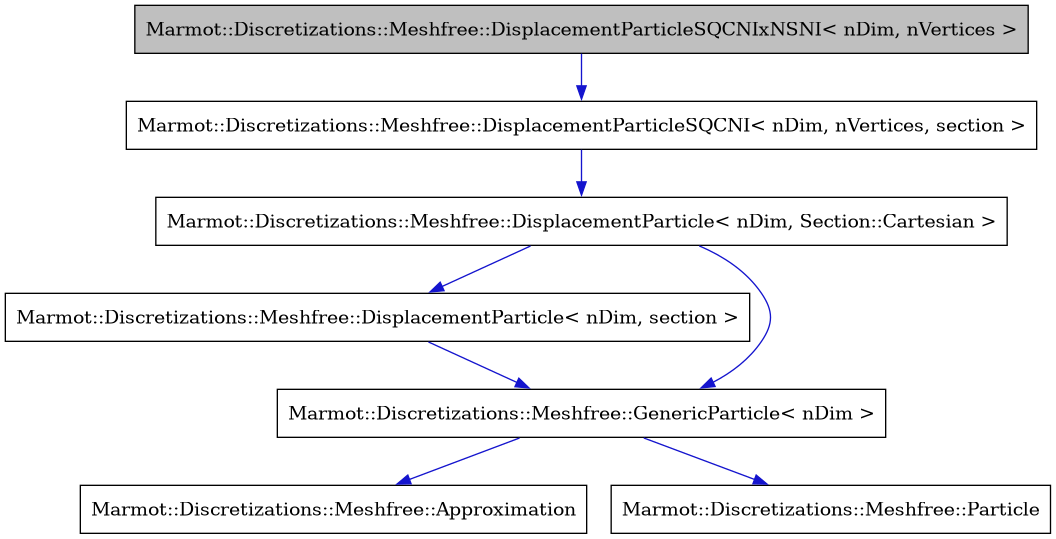 Marmot::Discretizations::Meshfree::DisplacementParticleSQCNIxNSNI< nDim, nVertices >
Marmot::Discretizations::Meshfree::DisplacementParticleSQCNI< nDim, nVertices, section >
Marmot::Discretizations::Meshfree::DisplacementParticle< nDim, Section::Cartesian >
Marmot::Discretizations::Meshfree::DisplacementParticle< nDim, section >
Marmot::Discretizations::Meshfree::GenericParticle< nDim >
Marmot::Discretizations::Meshfree::Approximation
Marmot::Discretizations::Meshfree::Particle